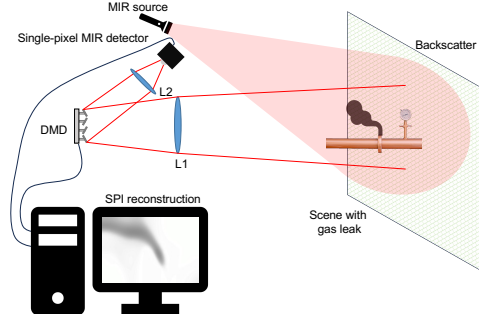 MIR source
Single-pixel MIR detector
Backscatter
L2
DMD
L1
SPI reconstruction
Scene with
gas leak